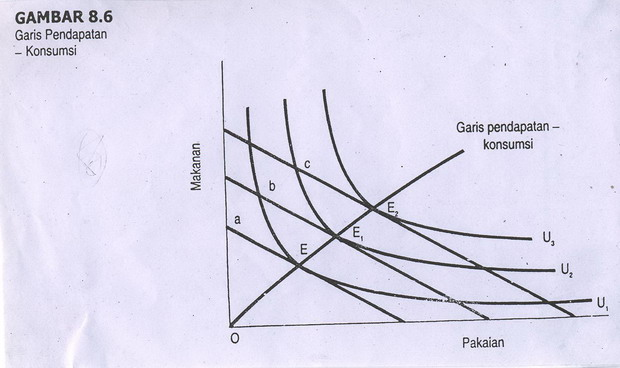 GAMBAR 8.6
Garis Pendapatan
– Konsumsi
Garis pendapatan –
konsumsi
Makanan
c
b
a
E₂
E₁
E
U₃
U₂
U₁
O
Pakaian